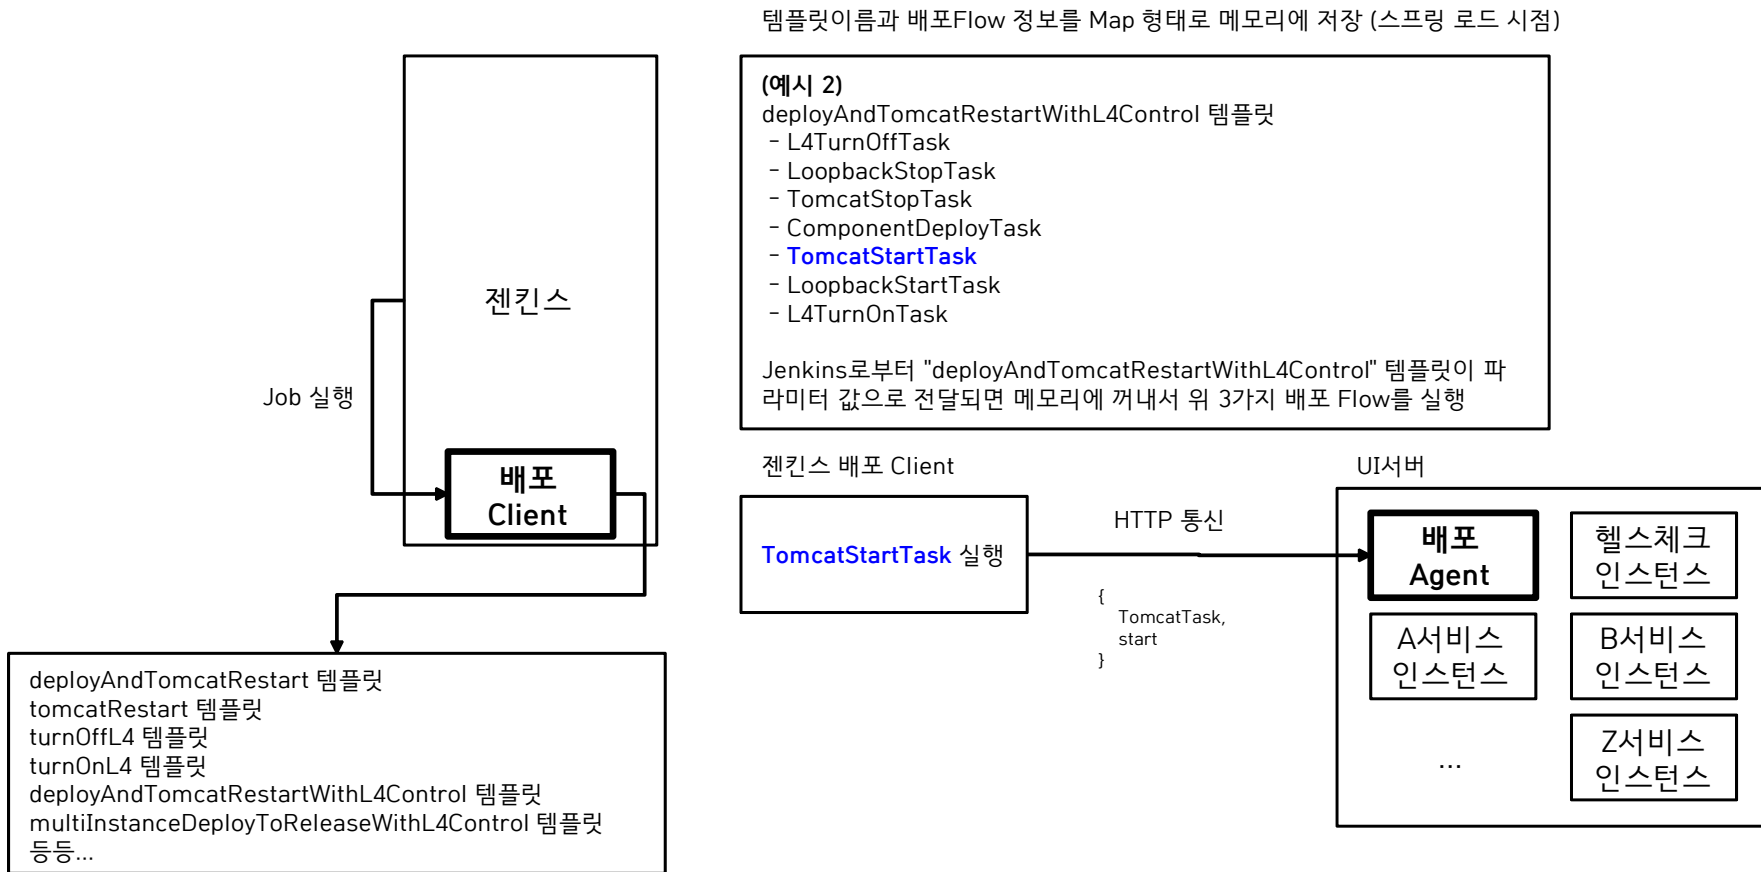 템플릿이름과 배포Flow 정보를 Map 형태로 메모리에 저장 (스프링 로드 시점)
(예시 2)
deployAndTomcatRestartWithL4Control 템플릿
- L4TurnOffTask
- LoopbackStopTask
- TomcatStopTask
- ComponentDeployTask
- TomcatStartTask
- LoopbackStartTask
- L4TurnOnTask
Jenkins로부터 "deployAndTomcatRestartWithL4Control" 템플릿이 파
라미터 값으로 전달되면 메모리에 꺼내서 위 3가지 배포 Flow를 실행
젠킨스
Job 실행
배포
Client
deployAndTomcatRestart 템플릿
tomcatRestart 템플릿
turnOffL4 템플릿
turnOnL4 템플릿
deployAndTomcatRestartWithL4Control 템플릿
multiInstanceDeployToReleaseWithL4Control 템플릿
등등...
젠킨스 배포 Client
TomcatStartTask 실행
HTTP 통신
{
TomcatTask,
start
}
UI서버
배포
Agent
헬스체크
인스턴스
A서비스
인스턴스
B서비스
인스턴스
...
Z서비스
인스턴스